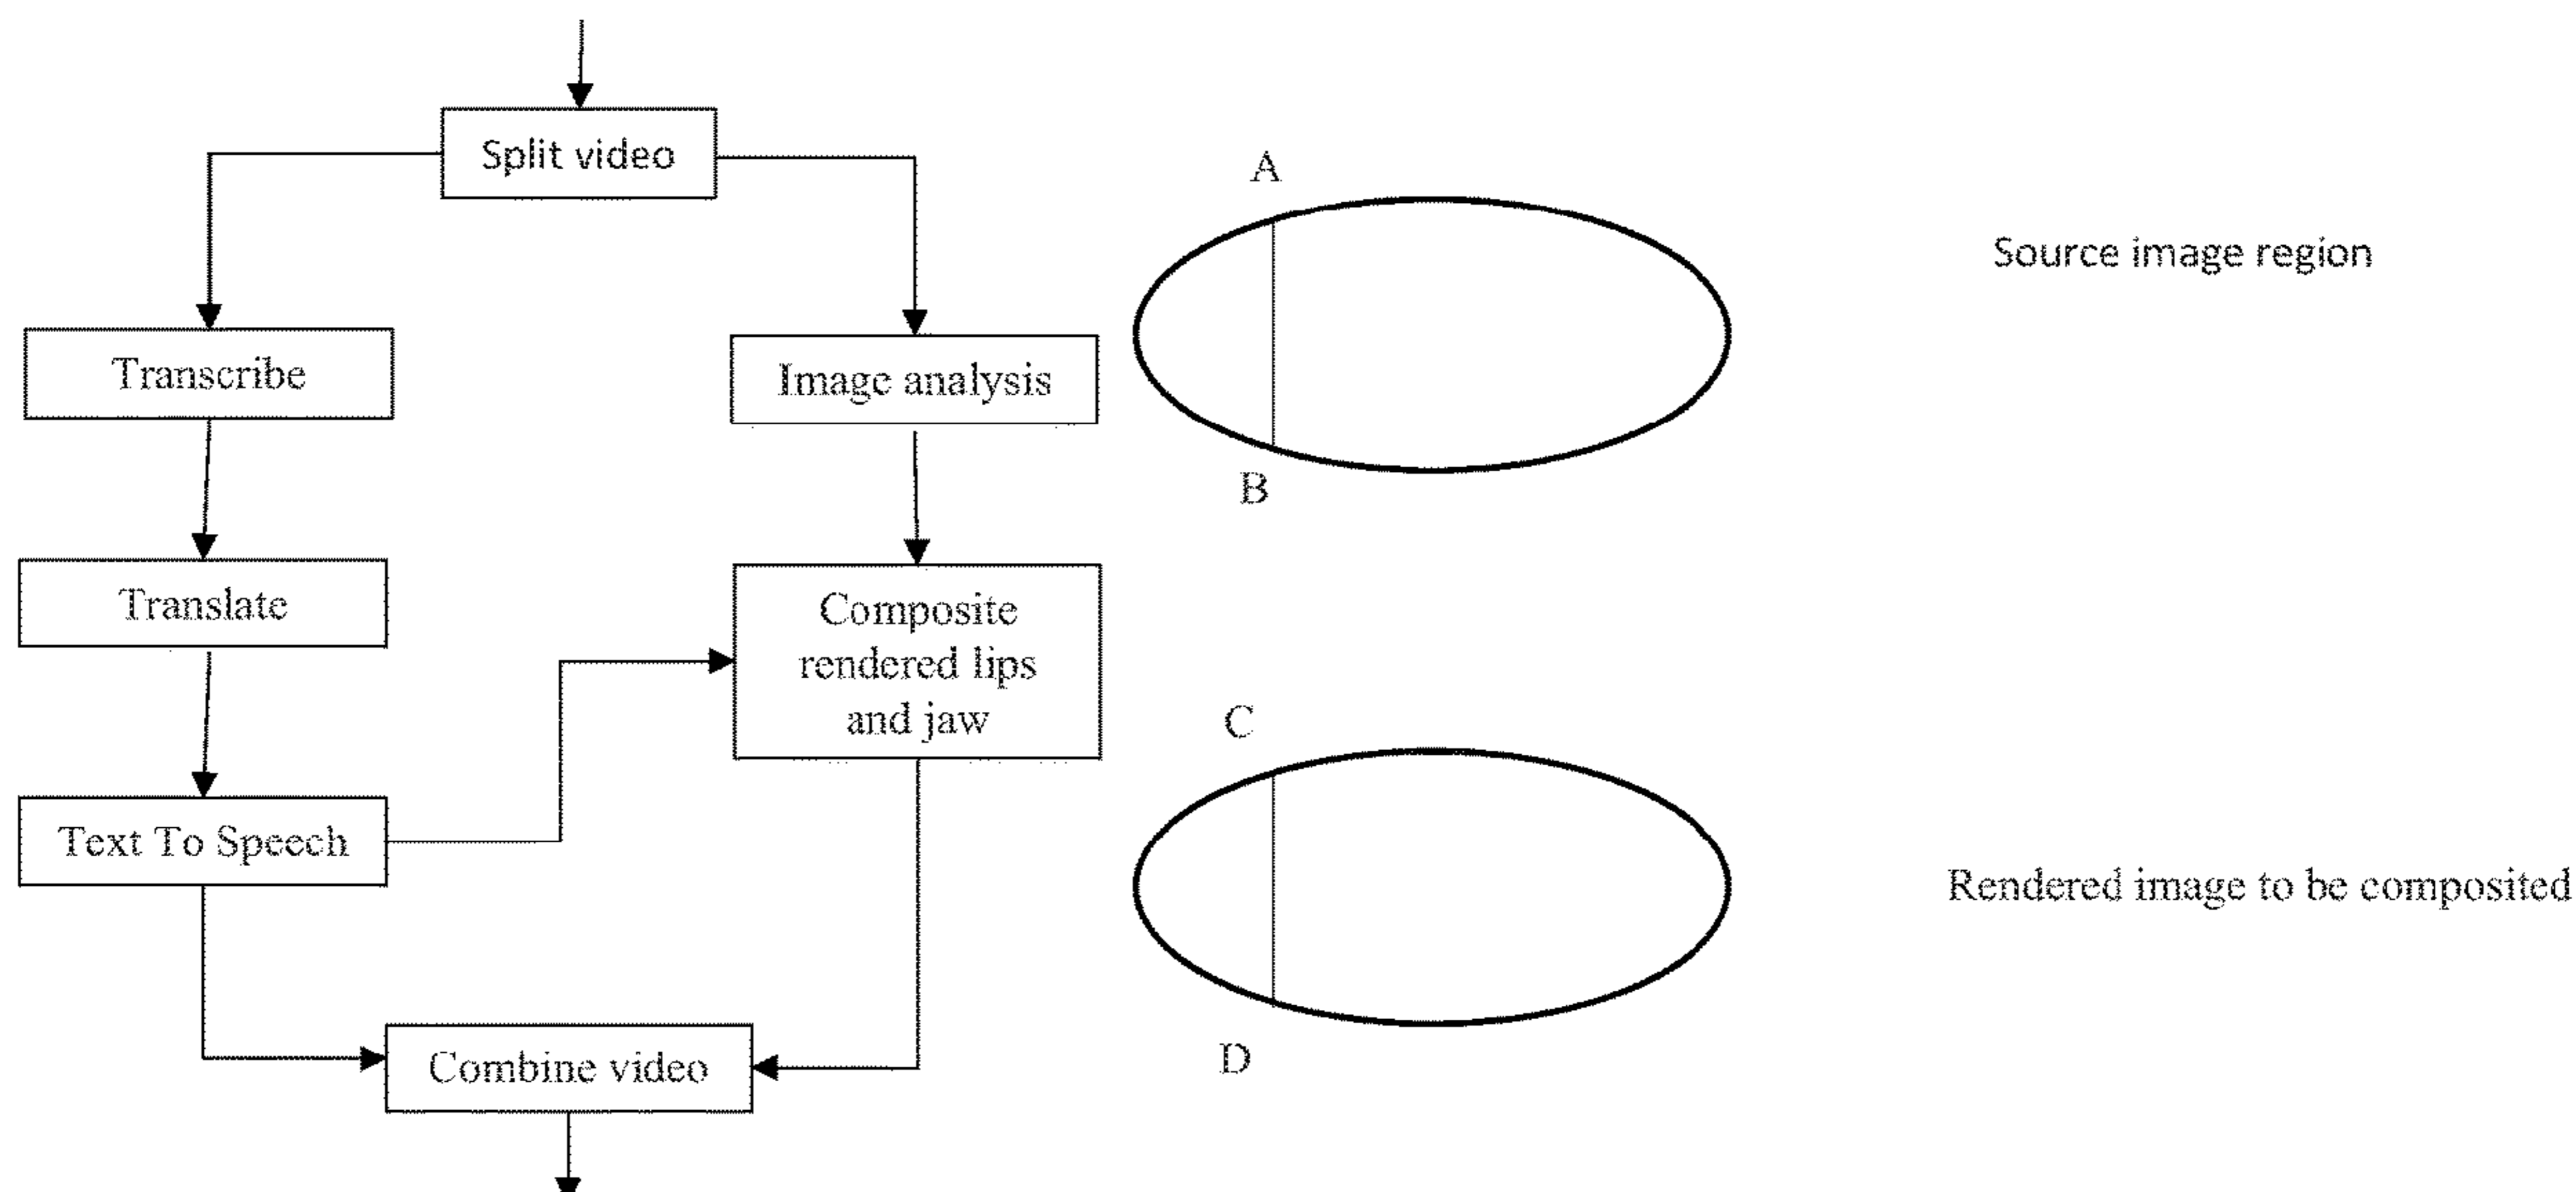 Split video
A
Source image region
Transcribe
Image analysis
B
Translate
Composite
rendered lips
and jaw
C
Text To Speech
Rendered image to be composited
D
Combine video